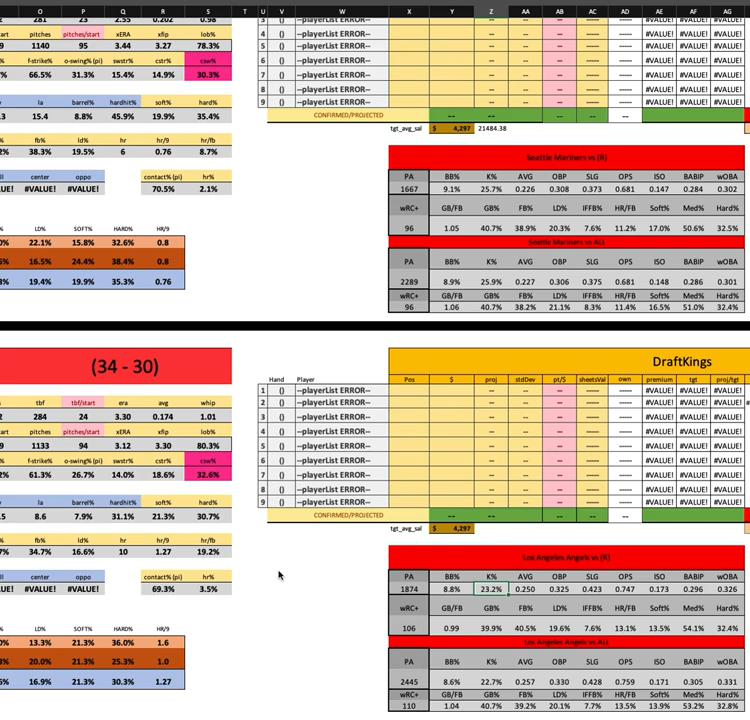 O P Q R S T U V W X Y Z AA AB AC AD AE AF AG
281 23 2.55 0.202 0.98 3 () --playerList ERROR-- -- -- -- ----- ----- #VALUE! #VALUE! #VALUE!
tart pitches pitches/start xERA xfip lob% 4 () --playerList ERROR-- -- -- -- ----- ----- #VALUE! #VALUE! #VALUE!
9 1140 95 3.44 3.27 78.3% 5 () --playerList ERROR-- -- -- -- ----- ----- #VALUE! #VALUE! #VALUE!
% f-strike% o-swing% (pi) swstr% cstr% csw% 6 () --playerList ERROR-- -- -- -- ----- ----- #VALUE! #VALUE! #VALUE!
% 66.5% 31.3% 15.4% 14.9% 30.3% 7 () --playerList ERROR-- -- -- -- ----- ----- #VALUE! #VALUE! #VALUE!
8 () --playerList ERROR-- -- -- -- ----- ----- #VALUE! #VALUE! #VALUE!
la barrel% hardhit% soft% hard% 9 () --playerList ERROR-- -- -- -- ----- ----- #VALUE! #VALUE! #VALUE!
.3 15.4 8.8% 45.9% 19.9% 35.4% CONFIRMED/PROJECTED -- -- -- -- --
tgt_avg_sal $ 4,297 21484.38
fb% ld% hr hr/9 hr/fb
2% 38.3% 19.5% 6 0.76 8.7% Seattle Mariners vs (R)
ll center oppo contact% (pi) hr% PA BB% K% AVG OBP SLG OPS ISO BABIP wOBA
UE! #VALUE! #VALUE! 70.5% 2.1% 1667 9.1% 25.7% 0.226 0.308 0.373 0.681 0.147 0.284 0.302
wRC+ GB/FB GB% FB% LD% IFFB% HR/FB Soft% Med% Hard%
LD% SOFT% HARD% HR/9 96 1.05 40.7% 38.9% 20.3% 7.6% 11.2% 17.0% 50.6% 32.5%
0% 22.1% 15.8% 32.6% 0.8 Seattle Mariners vs ALL
% 16.5% 24.4% 38.4% 0.8 PA BB% K% AVG OBP SLG OPS ISO BABIP wOBA
% 19.4% 19.9% 35.3% 0.76 2289 8.9% 25.9% 0.227 0.306 0.375 0.681 0.148 0.286 0.301
wRC+ GB/FB GB% FB% LD% IFFB% HR/FB Soft% Med% Hard%
96 1.06 40.7% 38.2% 21.1% 8.3% 11.4% 16.5% 51.0% 32.4%
(34 - 30) DraftKings
Hand Player Pos $ proj stdDev pt/$ sheetsVal own premium tgt proj/tgt
1 () --playerList ERROR-- -- -- -- ----- ----- #VALUE! #VALUE! #VALUE!
tbf tbf/start era avg whip 2 () --playerList ERROR-- -- -- -- ----- ----- #VALUE! #VALUE! #VALUE! #
2 284 24 3.30 0.174 1.01 3 () --playerList ERROR-- -- -- -- ----- ----- #VALUE! #VALUE! #VALUE!
tart pitches pitches/start xERA xfip lob% 4 () --playerList ERROR-- -- -- -- ----- ----- #VALUE! #VALUE! #VALUE!
9 1133 94 3.12 3.30 80.3% 5 () --playerList ERROR-- -- -- -- ----- ----- #VALUE! #VALUE! #VALUE!
% f-strike% o-swing% (pi) swstr% cstr% csw% 6 () --playerList ERROR-- -- -- -- ----- ----- #VALUE! #VALUE! #VALUE!
2% 61.3% 26.7% 14.0% 18.6% 32.6% 7 () --playerList ERROR-- -- -- -- ----- ----- #VALUE! #VALUE! #VALUE!
8 () --playerList ERROR-- -- -- -- ----- ----- #VALUE! #VALUE! #VALUE!
la barrel% hardhit% soft% hard% 9 () --playerList ERROR-- -- -- -- ----- ----- #VALUE! #VALUE! #VALUE!
.5 8.6 7.9% 31.1% 21.3% 30.7% CONFIRMED/PROJECTED -- -- -- -- --
tgt_avg_sal $ 4,297
fb% ld% hr hr/9 hr/fb
7% 34.7% 16.6% 10 1.27 19.2% Los Angeles Angels vs (R)
ll center oppo contact% (pi) hr% PA BB% K% AVG OBP SLG OPS ISO BABIP wOBA
UE! #VALUE! #VALUE! 69.3% 3.5% 1874 8.8% 23.2% 0.250 0.325 0.423 0.747 0.173 0.296 0.326
wRC+ GB/FB GB% FB% LD% IFFB% HR/FB Soft% Med% Hard%
LD% SOFT% HARD% HR/9 106 0.99 39.9% 40.5% 19.6% 7.6% 13.1% 13.5% 54.1% 32.4%
0% 13.3% 21.3% 36.0% 1.6 Los Angeles Angels vs ALL
3% 20.0% 21.3% 25.3% 1.0 PA BB% K% AVG OBP SLG OPS ISO BABIP wOBA
6% 16.9% 21.3% 30.3% 1.27 2445 8.6% 22.7% 0.257 0.330 0.428 0.759 0.171 0.305 0.331
wRC+ GB/FB GB% FB% LD% IFFB% HR/FB Soft% Med% Hard%
110 1.04 40.7% 39.2% 20.1% 7.7% 13.5% 13.9% 53.2% 32.8%